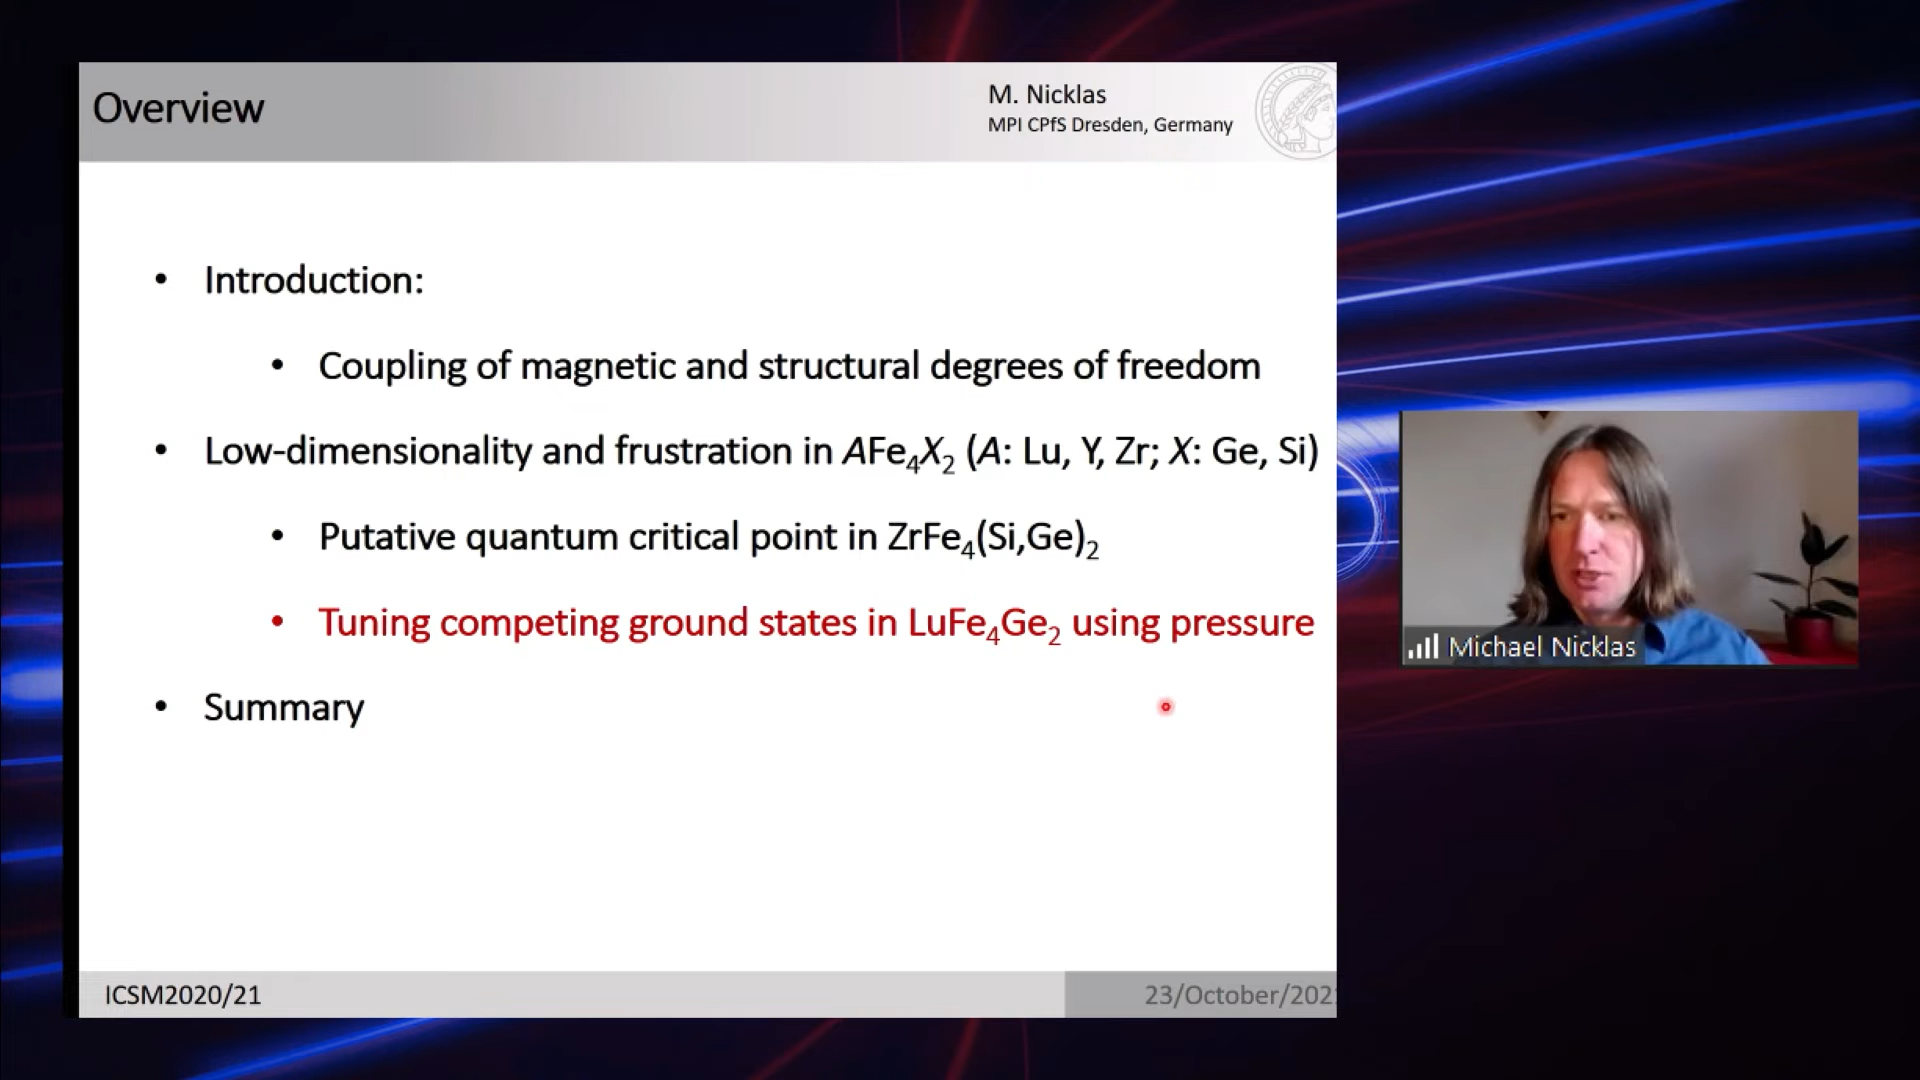 Overview
M. Nicklas
MPI CPfS Dresden, Germany
• Introduction:
• Coupling of magnetic and structural degrees of freedom
• Low-dimensionality and frustration in AFe₄X₂ (A: Lu, Y, Zr; X: Ge, Si)
• Putative quantum critical point in ZrFe₄(Si,Ge)₂
• Tuning competing ground states in LuFe₄Ge₂ using pressure
• Summary
Michael Nicklas
ICSM2020/21
23/October/202